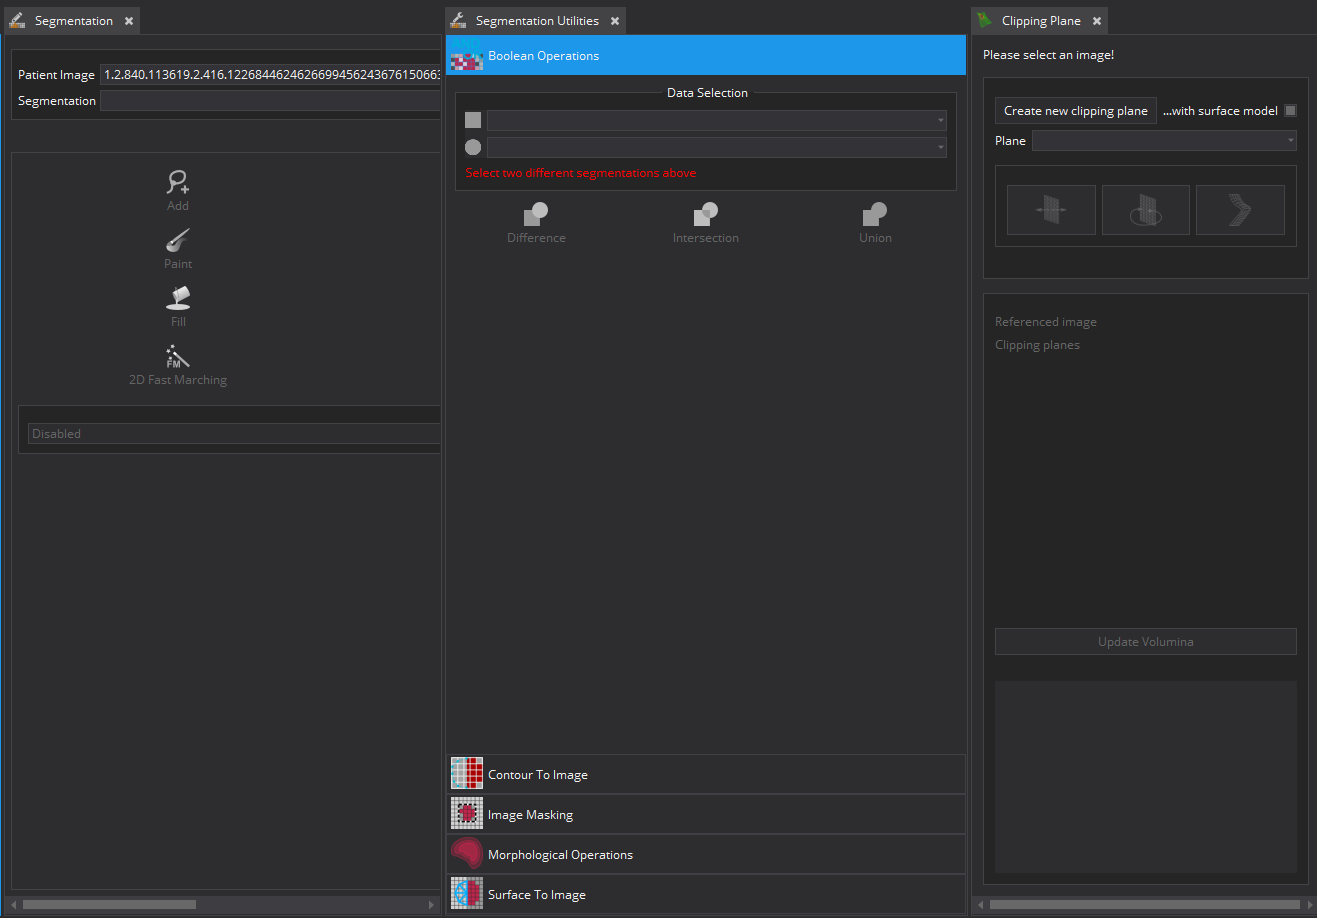 Segmentation
Patient Image 1.2.840.113619.2.416.12268446246266994562436761506
Segmentation
Add
Paint
Fill
FM
2D Fast Marching
Disabled
Segmentation Utilities
Boolean Operations
Data Selection
Select two different segmentations above
Difference Intersection Union
Contour To Image
Image Masking
Morphological Operations
Surface To Image
Clipping Plane
Please select an image!
Create new clipping plane ...with surface model
Plane
Referenced image
Clipping planes
Update Volumina